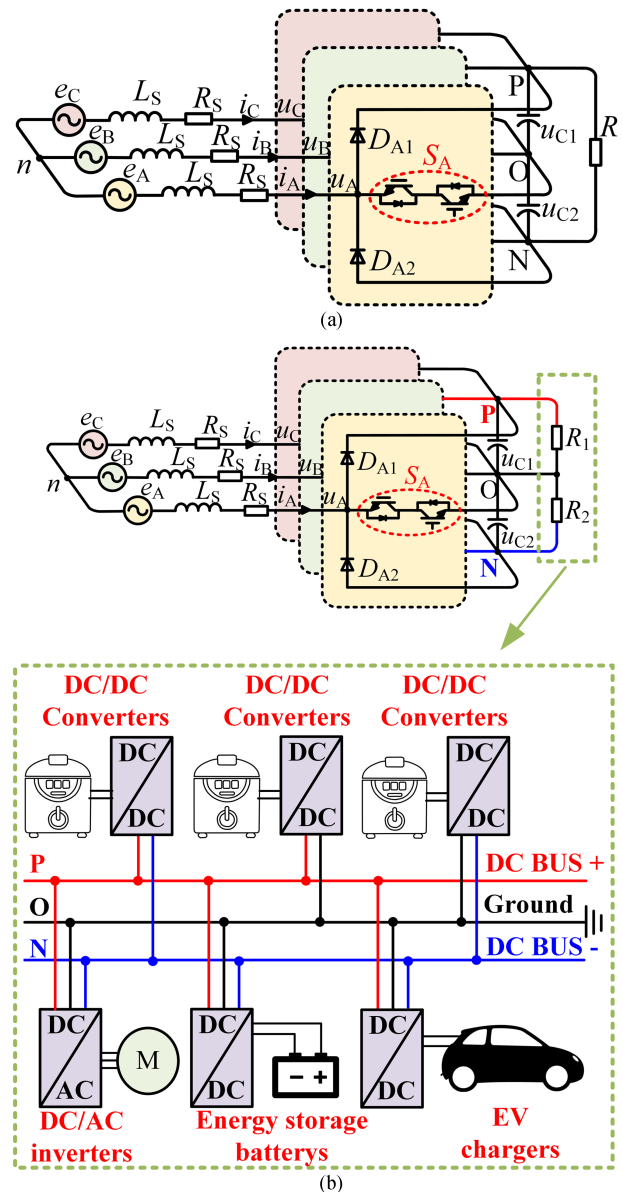 e_C L_S R_S i_C u_C
e_B L_S R_S i_B u_B
n e_A L_S R_S i_A u_A
D_A1 S_A D_A2
P u_C1 O u_C2 N R
(a)
e_C L_S R_S i_C u_C
e_B L_S R_S i_B u_B
n e_A L_S R_S i_A u_A
D_A1 S_A D_A2
P u_C1 O u_C2 N R_1 R_2
DC/DC
Converters
DC/DC
Converters
DC/DC
Converters
DC
DC
DC
DC
DC
DC
P DC BUS +
O Ground
N DC BUS -
DC
AC
M
DC
DC
- +
DC
DC
DC/AC
inverters
Energy storage
batterys
EV
chargers
(b)